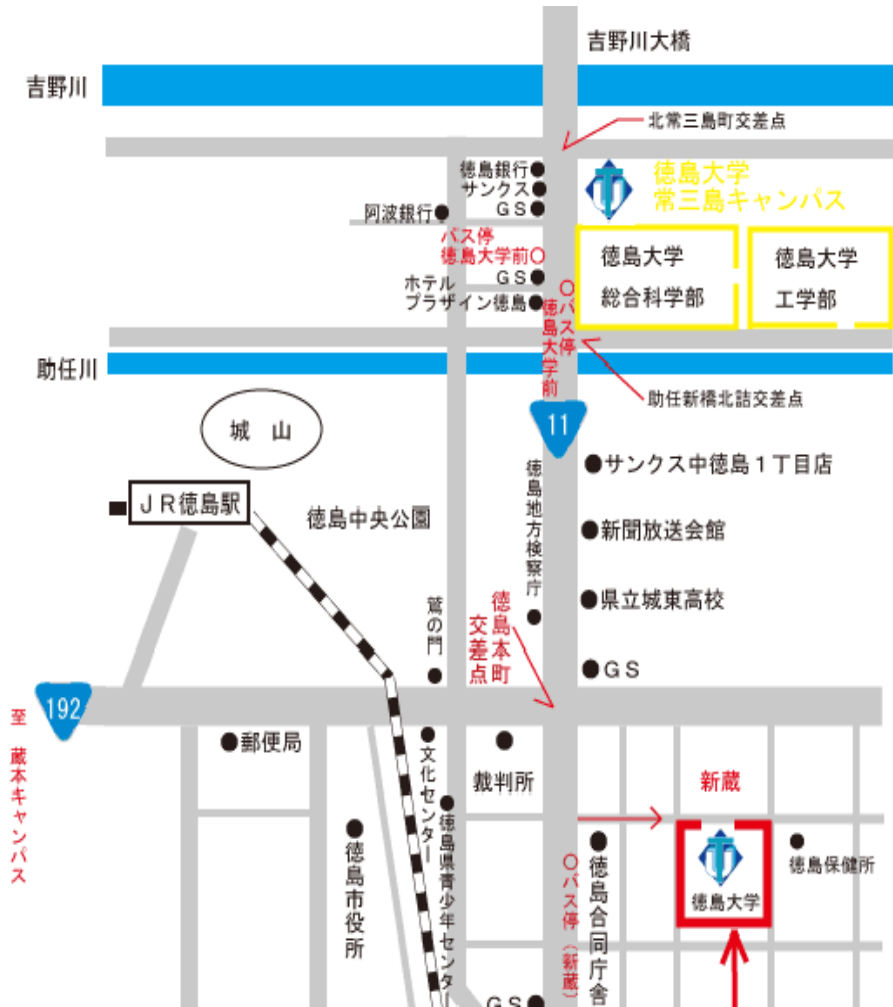 吉野川大橋
吉野川
北常三島町交差点
徳島銀行
サンクス
GS
徳島大学
常三島キャンパス
阿波銀行
バス停
徳島大学前
GS
ホテル
プラザイン徳島
バス停
徳島大学前
徳島大学
総合科学部
徳島大学
工学部
助任川
助任新橋北詰交差点
11
城 山
サンクス中徳島1丁目店
JR徳島駅
徳島中央公園
徳島地方検察庁
新聞放送会館
県立城東高校
鷲の門
徳島本町
交差点
GS
192
至 蔵本キャンパス
郵便局
文化センター
裁判所
新蔵
徳島市役所
徳島県青少年センタ
バス停(新蔵)
徳島合同庁舎
徳島大学
徳島保健所
GS